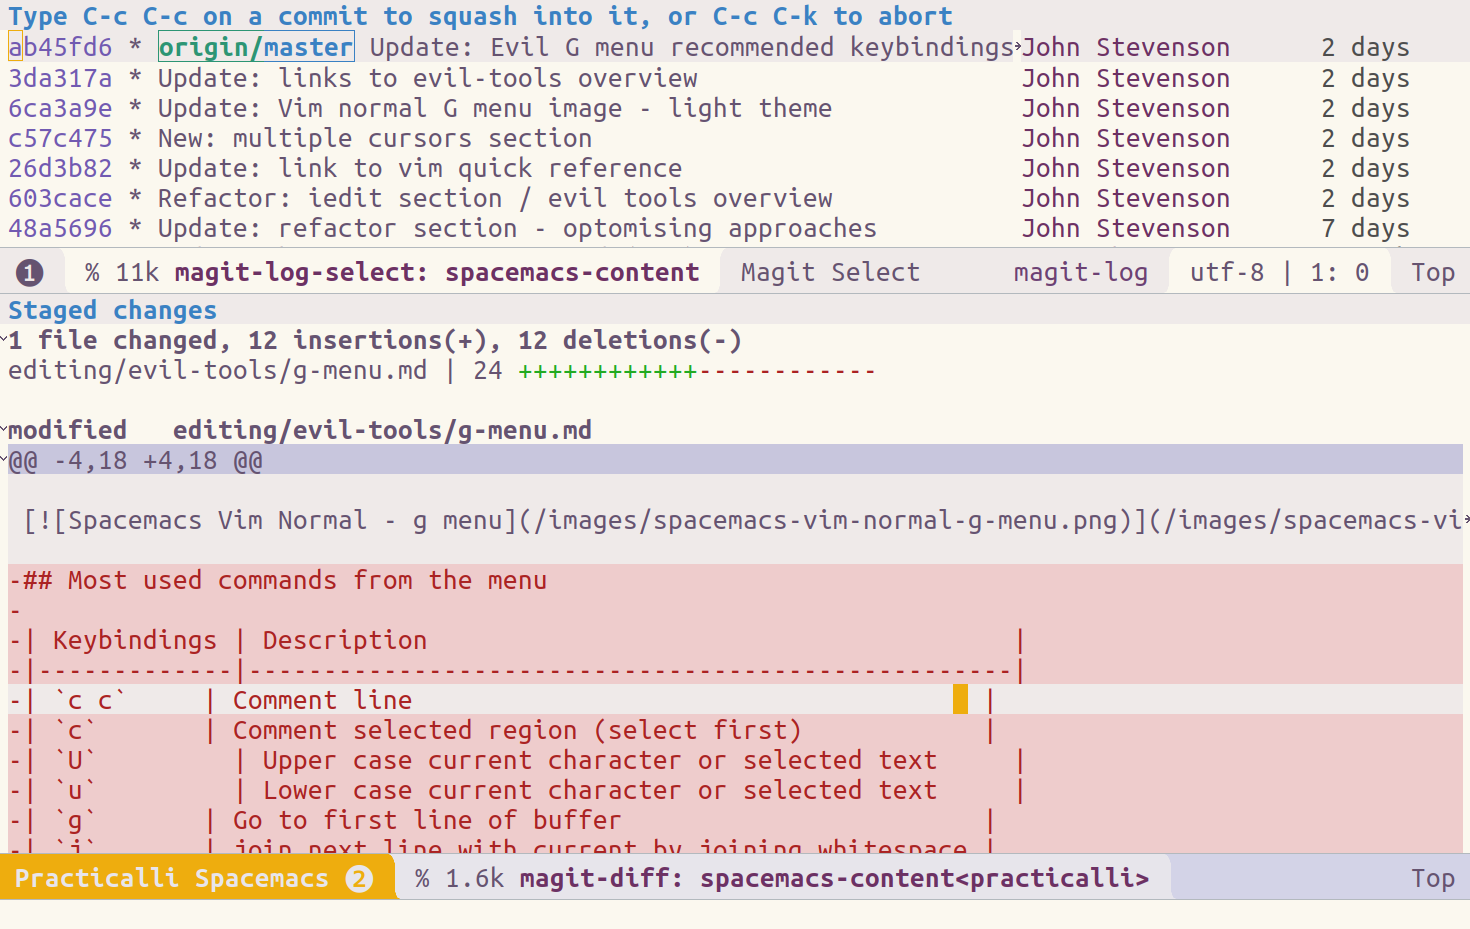 Type C-c C-c on a commit to squash into it, or C-c C-k to abort
ab45fd6 * origin/master Update: Evil G menu recommended keybindings John Stevenson 2 days
3da317a * Update: links to evil-tools overview John Stevenson 2 days
6ca3a9e * Update: Vim normal G menu image - light theme John Stevenson 2 days
c57c475 * New: multiple cursors section John Stevenson 2 days
26d3b82 * Update: link to vim quick reference John Stevenson 2 days
603cace * Refactor: iedit section / evil tools overview John Stevenson 2 days
48a5696 * Update: refactor section - optomising approaches John Stevenson 7 days
1 % 11k magit-log-select: spacemacs-content Magit Select magit-log utf-8 | 1: 0 Top
Staged changes
1 file changed, 12 insertions(+), 12 deletions(-)
editing/evil-tools/g-menu.md | 24 ++++++++++++------------
modified   editing/evil-tools/g-menu.md
@@ -4,18 +4,18 @@
[![Spacemacs Vim Normal - g menu](/images/spacemacs-vim-normal-g-menu.png)](/images/spacemacs-vi
-## Most used commands from the menu
-
-| Keybindings | Description                                       |
-|-------------|---------------------------------------------------|
-| `c c`     | Comment line                                      |
-| `c`       | Comment selected region (select first)            |
-| `U`         | Upper case current character or selected text     |
-| `u`         | Lower case current character or selected text     |
-| `g`       | Go to first line of buffer                        |
-| `j`       | join next line with current by joining whitespace |
Practicalli Spacemacs 2 % 1.6k magit-diff: spacemacs-content<practicalli> Top